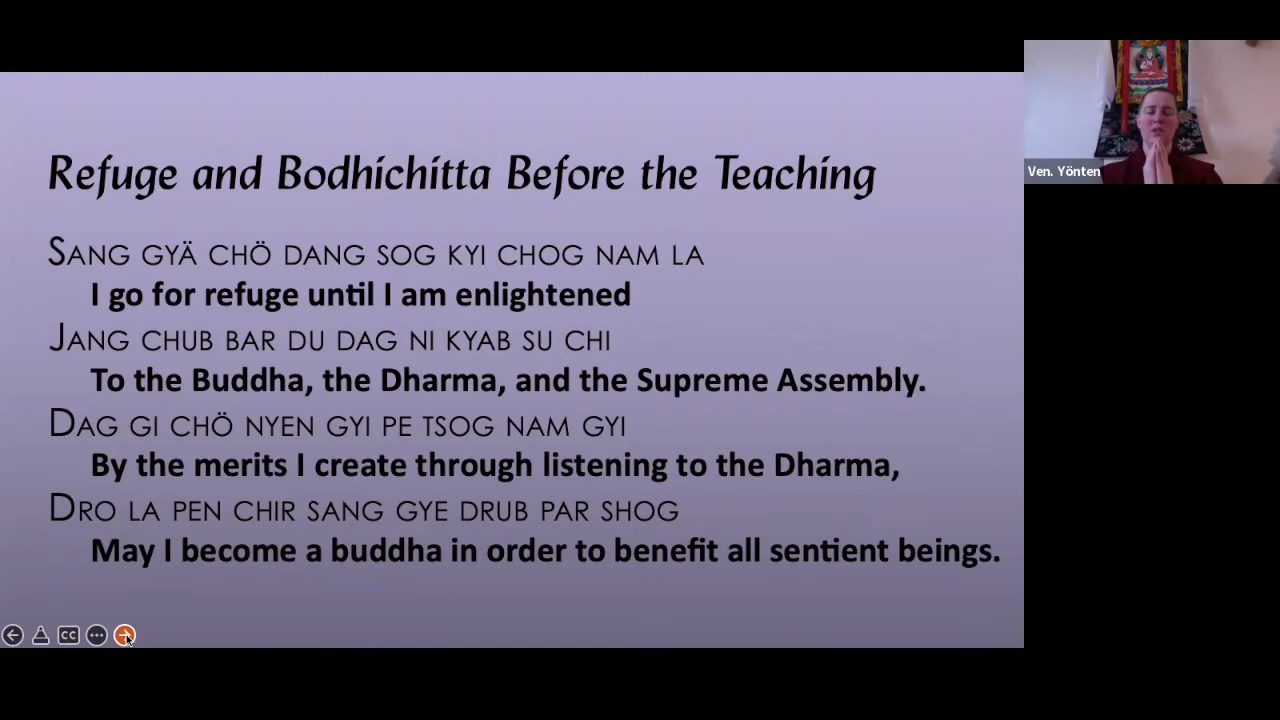 Refuge and Bodhichitta Before the Teaching
SANG GYÄ CHÖ DANG SOG KYI CHOG NAM LA
I go for refuge until I am enlightened
JANG CHUB BAR DU DAG NI KYAB SU CHI
To the Buddha, the Dharma, and the Supreme Assembly.
DAG GI CHÖ NYEN GYI PE TSOG NAM GYI
By the merits I create through listening to the Dharma,
DRO LA PEN CHIR SANG GYE DRUB PAR SHOG
May I become a buddha in order to benefit all sentient beings.
Ven. Yönten
CC